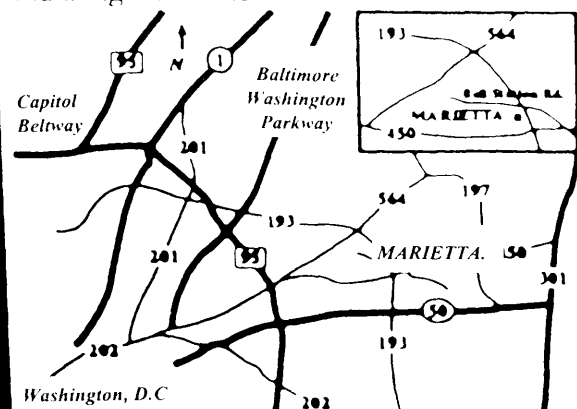 95
N
1
Capitol
Beltway
Baltimore
Washington
Parkway
201
193
564
MARIETTA
450
564
197
193
201
95
MARIETTA.
50
301
50
202
193
Washington, D.C
202